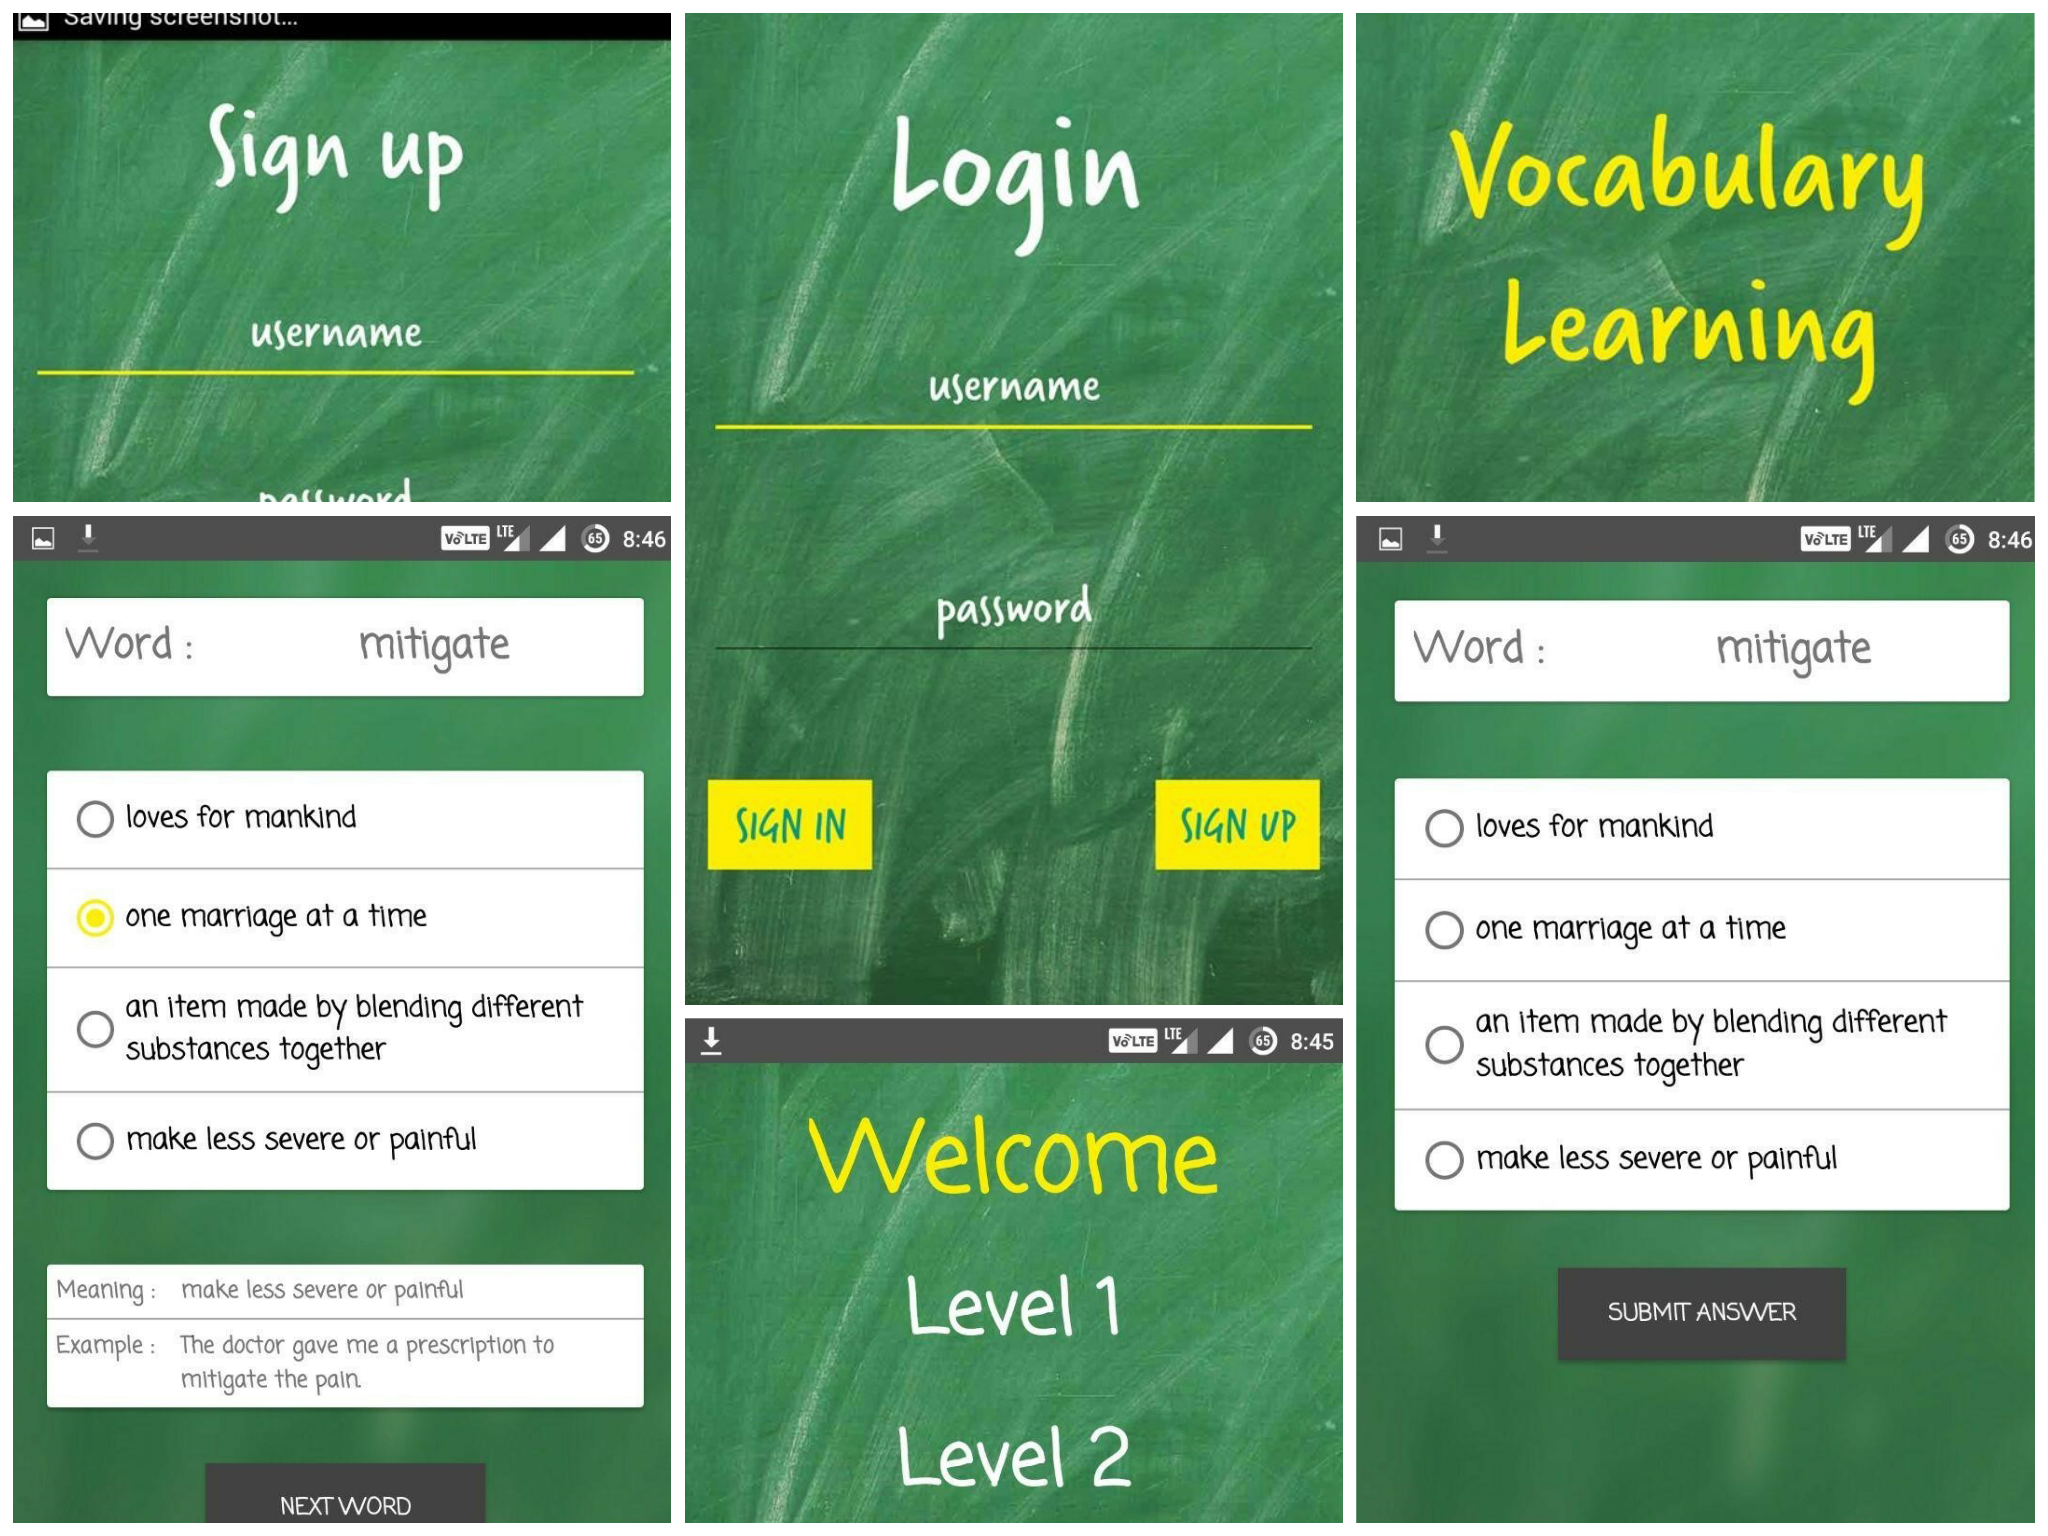 Saving screenshot...
Sign up
username
password
Login
username
password
SIGN IN
SIGN UP
Vocabulary
Learning
VoLTE LTE 65 8:46
Word : mitigate
loves for mankind
one marriage at a time
an item made by blending different
substances together
make less severe or painful
Meaning : make less severe or painful
Example : The doctor gave me a prescription to
mitigate the pain.
NEXT WORD
VoLTE LTE 65 8:45
Welcome
Level 1
Level 2
VoLTE LTE 65 8:46
Word : mitigate
loves for mankind
one marriage at a time
an item made by blending different
substances together
make less severe or painful
SUBMIT ANSWER